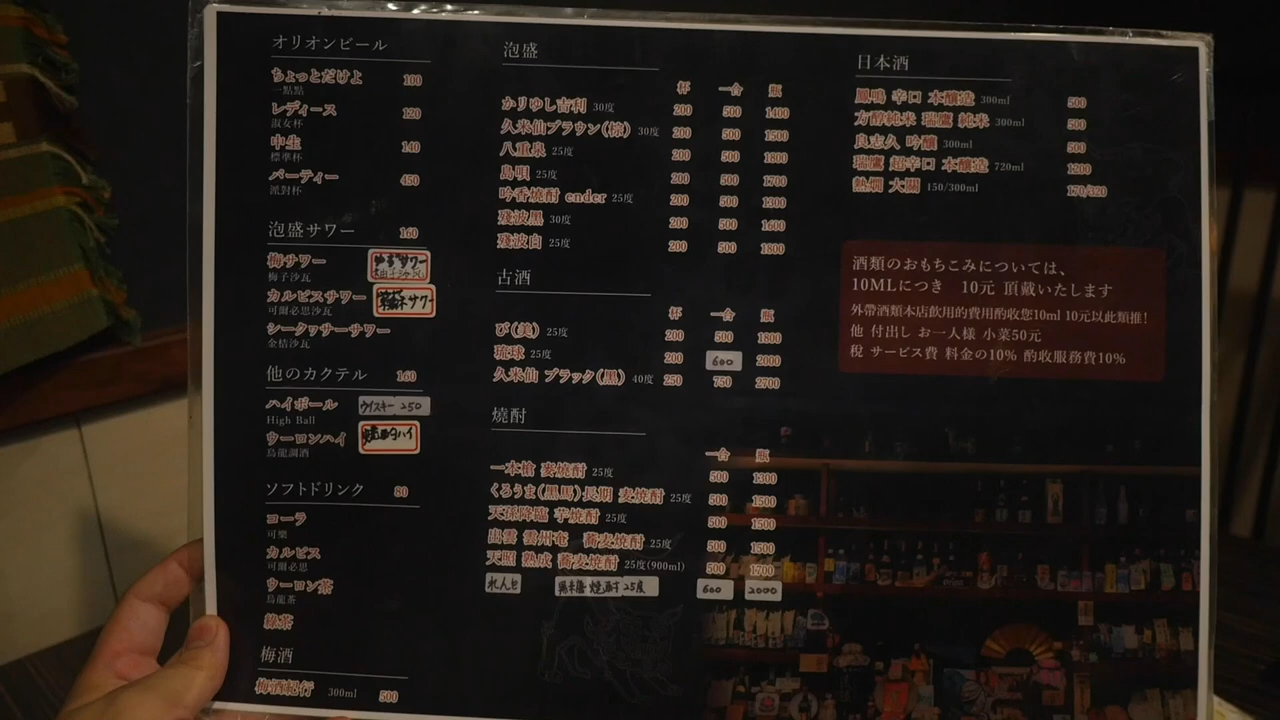 オリオンビール
ちょっとだけよ 100
一點點
レディース 120
淑女杯
中生 140
標準杯
パーティー 450
派對杯
泡盛サワー 160
梅サワー
梅子沙瓦
カルピスサワー
可爾必思沙瓦
シークヮサーサワー
金桔沙瓦
他のカクテル 160
ハイボール ウイスキー 250
High Ball
ウーロンハイ
烏龍調酒
ソフトドリンク 80
コーラ
可樂
カルピス
可爾必思
ウーロン茶
烏龍茶
綠茶
梅酒
梅酒紀行 300ml 500
泡盛
杯 一合 瓶
かりゆし吉利 30度 200 500 1400
久米仙ブラウン(棕) 30度 200 500 1500
八重泉 25度 200 500 1800
島唄 25度 200 500 1700
吟香焼酎 ender 25度 200 500 1300
殘波黒 30度 200 500 1600
殘波白 25度 200 500 1800
古酒
杯 一合 瓶
び(美) 25度 200 500 1800
琉球 25度 200 600 2000
久米仙 ブラック(黒) 40度 250 750 2700
焼酎
一合 瓶
一本槍 麦焼酎 25度 500 1300
くろうま(黒馬)長期 麦焼酎 25度 500 1500
天孫降臨 芋焼酎 25度 500 1500
出雲 雲州奄 蕎麦焼酎 25度 500 1500
天照 熟成 蕎麦焼酎 25度(900ml) 500 1700
れんと 黒糖焼酎 25度 600 2000
日本酒
鳳鳴 辛口 本醸造 300ml 500
方醇純米 瑞鷹 純米 300ml 500
良志久 吟醸 300ml 500
瑞鷹 超辛口 本醸造 720ml 1200
熱燗 大關 150/300ml 170/320
酒類のおもちこみについては、
10MLにつき 10元 頂戴いたします
外帶酒類本店飲用的費用酌收您10ml 10元以此類推!
他 付出し お一人様 小菜50元
税 サービス費 料金の10% 酌收服務費10%